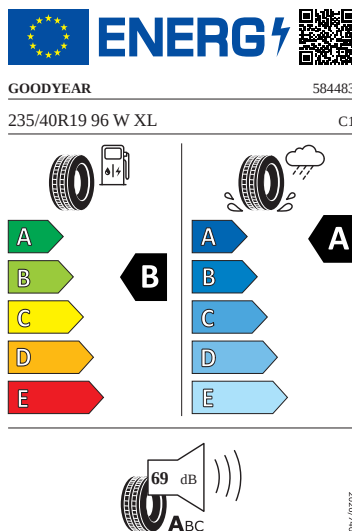 ENERG
GOODYEAR 584483
235/40R19 96 W XL C1
A A
B B
C
D
E
A A
B
C
D
E
69 dB
ABC